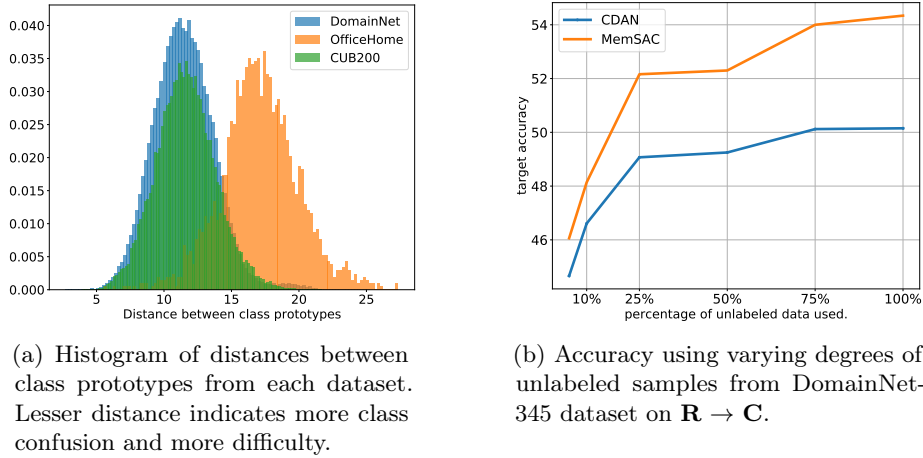 DomainNet
OfficeHome
CUB200
0.040
0.035
0.030
0.025
0.020
0.015
0.010
0.005
0.000
5
10
15
20
25
Distance between class prototypes
(a) Histogram of distances between
class prototypes from each dataset.
Lesser distance indicates more class
confusion and more difficulty.
CDAN
MemSAC
target accuracy
54
52
50
48
46
10%
25%
50%
75%
100%
percentage of unlabeled data used.
(b) Accuracy using varying degrees of
unlabeled samples from DomainNet-
345 dataset on R → C.